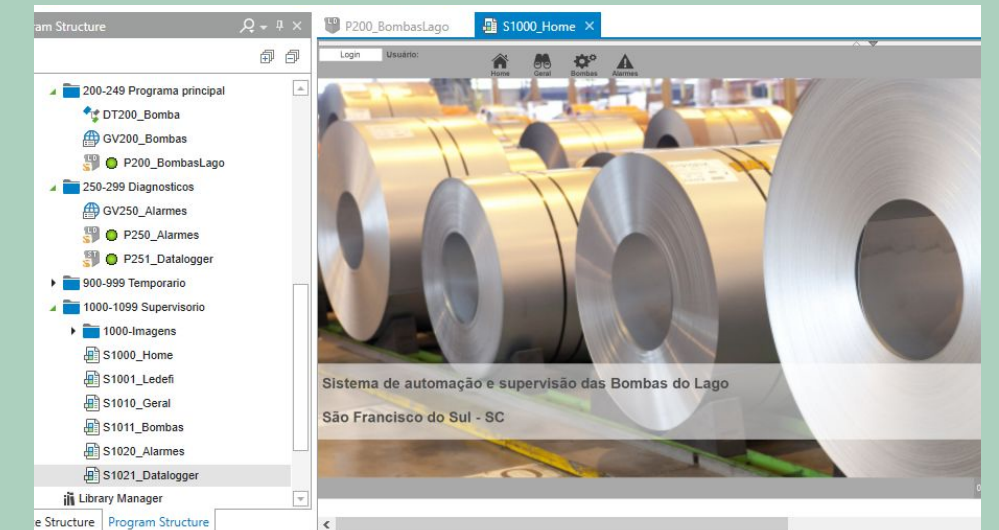 ram Structure
200-249 Programa principal
DT200_Bomba
GV200_Bombas
P200_BombasLago
250-299 Diagnosticos
GV250_Alarmes
P250_Alarmes
P251_Datalogger
900-999 Temporario
1000-1099 Supervisorio
1000-Imagens
S1000_Home
S1001_Ledefi
S1010_Geral
S1011_Bombas
S1020_Alarmes
S1021_Datalogger
Library Manager
e Structure Program Structure
P200_BombasLago S1000_Home
Login Usuário:
Home Geral Bombas Alarmes
Sistema de automação e supervisão das Bombas do Lago
São Francisco do Sul - SC